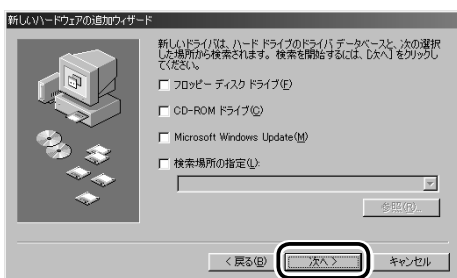 新しいハードウェアの追加ウィザード
新しいドライバは、ハード ドライブのドライバ データベースと、次の選択
した場所から検索されます。検索を開始するには、[次へ] をクリックし
てください。
フロッピー ディスク ドライブ(F)
CD-ROM ドライブ(C)
Microsoft Windows Update(M)
検索場所の指定(L):
参照(R)...
< 戻る(B)
次へ >
キャンセル